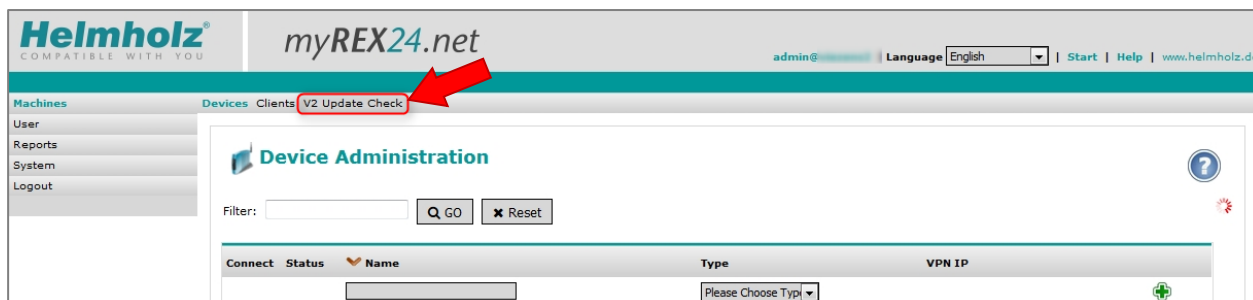 Helmholz®
COMPATIBLE WITH YOU
myREX24.net
admin@ | Language English | Start | Help | www.helmholz.de
Machines
Devices Clients V2 Update Check
User
Reports
System
Logout
Device Administration
?
Filter: GO Reset
Connect Status Name Type VPN IP
Please Choose Typ